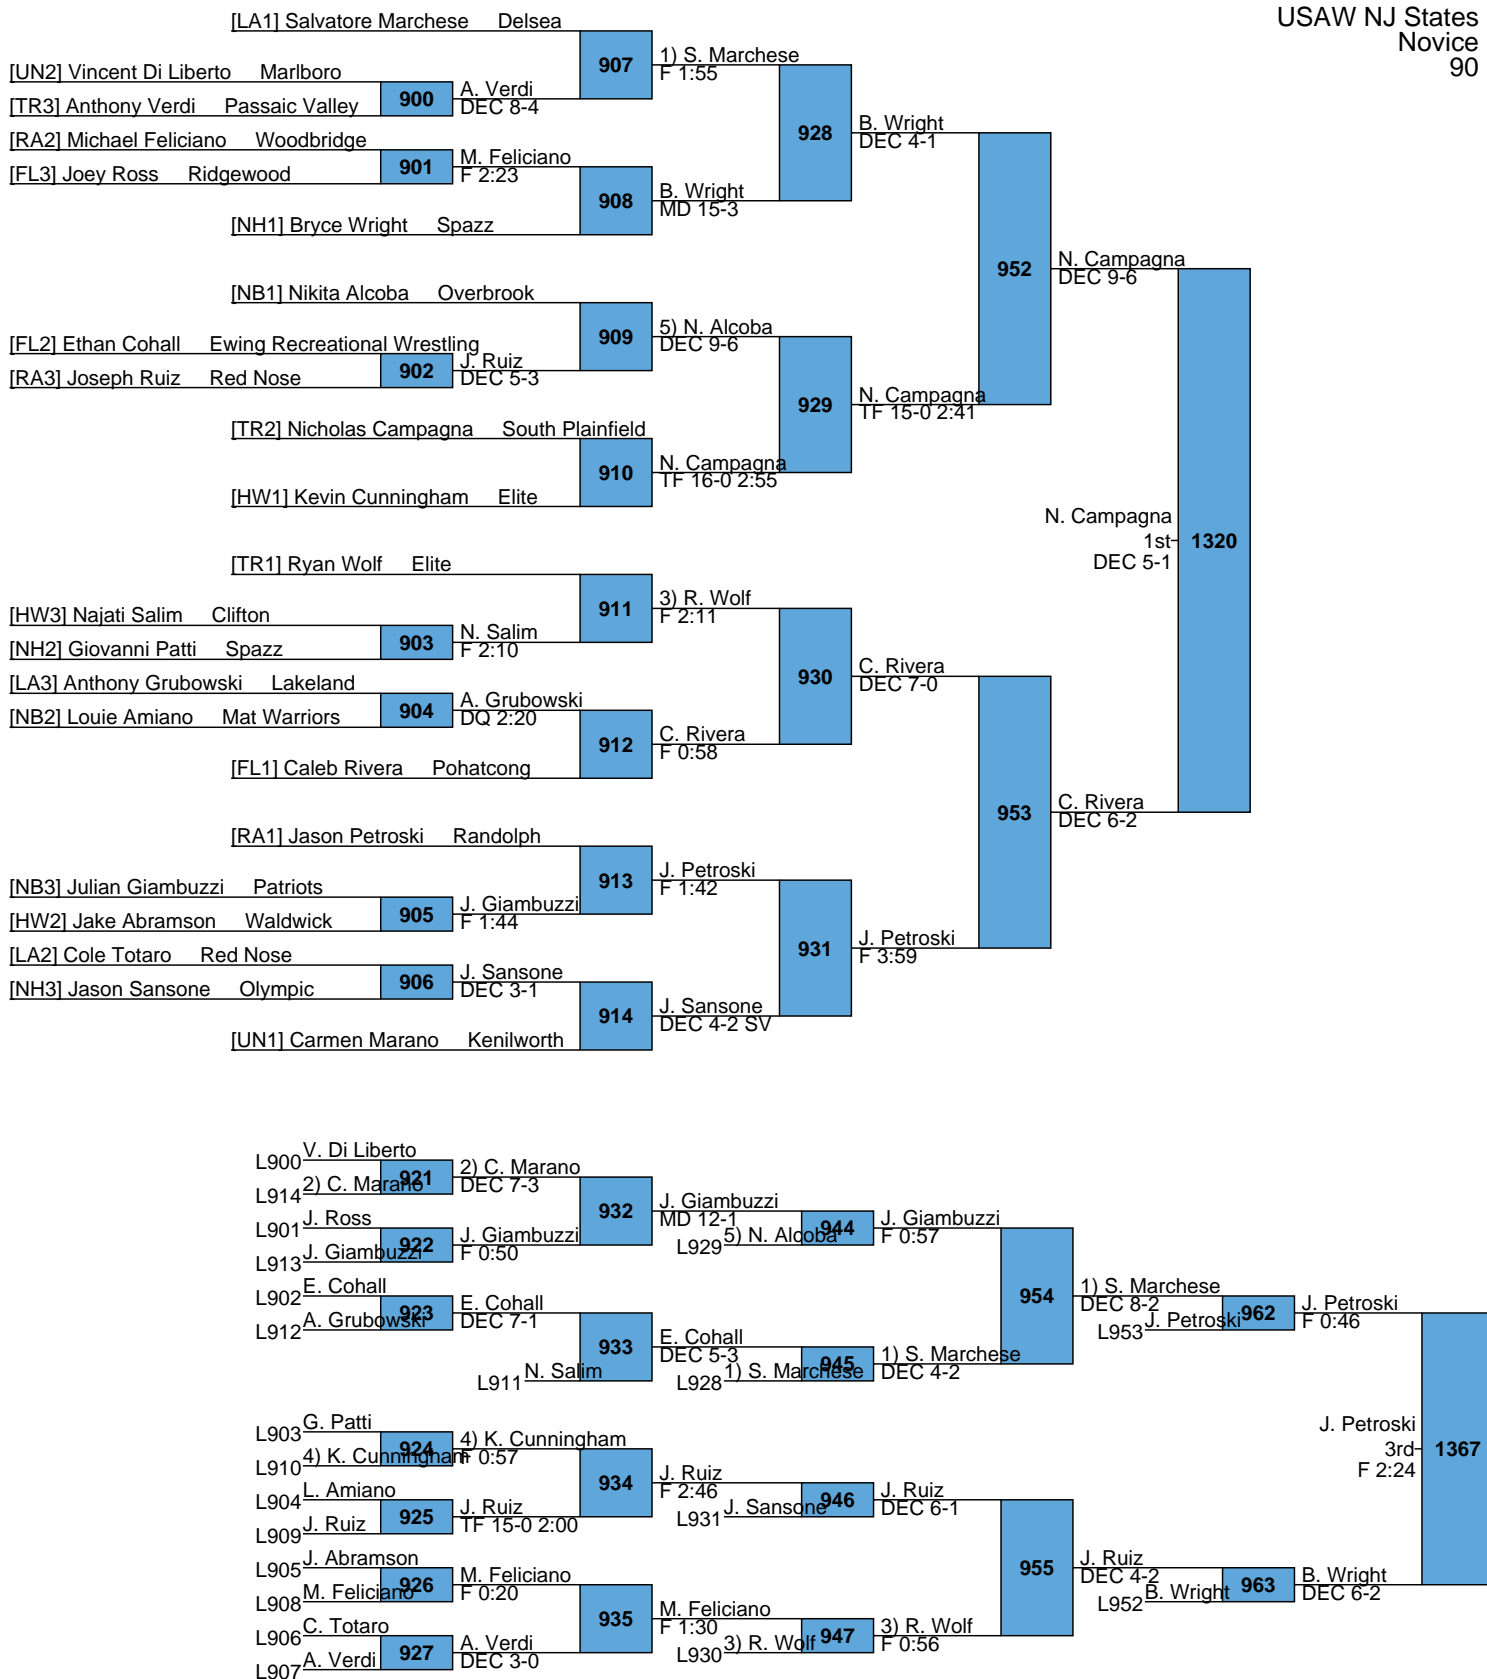 USAW NJ States
Novice
90
[LA1] Salvatore Marchese Delsea
907
1) S. Marchese
F 1:55
[UN2] Vincent Di Liberto Marlboro
900
A. Verdi
DEC 8-4
[TR3] Anthony Verdi Passaic Valley
928
B. Wright
DEC 4-1
[RA2] Michael Feliciano Woodbridge
901
M. Feliciano
F 2:23
[FL3] Joey Ross Ridgewood
908
B. Wright
MD 15-3
[NH1] Bryce Wright Spazz
952
N. Campagna
DEC 9-6
[NB1] Nikita Alcoba Overbrook
909
5) N. Alcoba
DEC 9-6
[FL2] Ethan Cohall Ewing Recreational Wrestling
902
J. Ruiz
DEC 5-3
[RA3] Joseph Ruiz Red Nose
929
N. Campagna
TF 15-0 2:41
[TR2] Nicholas Campagna South Plainfield
910
N. Campagna
TF 16-0 2:55
[HW1] Kevin Cunningham Elite
N. Campagna
1st
DEC 5-1
1320
[TR1] Ryan Wolf Elite
911
3) R. Wolf
F 2:11
[HW3] Najati Salim Clifton
903
N. Salim
F 2:10
[NH2] Giovanni Patti Spazz
930
C. Rivera
DEC 7-0
[LA3] Anthony Grubowski Lakeland
904
A. Grubowski
DQ 2:20
[NB2] Louie Amiano Mat Warriors
912
C. Rivera
F 0:58
[FL1] Caleb Rivera Pohatcong
953
C. Rivera
DEC 6-2
[RA1] Jason Petroski Randolph
913
J. Petroski
F 1:42
[NB3] Julian Giambuzzi Patriots
905
J. Giambuzzi
F 1:44
[HW2] Jake Abramson Waldwick
931
J. Petroski
F 3:59
[LA2] Cole Totaro Red Nose
906
J. Sansone
DEC 3-1
[NH3] Jason Sansone Olympic
914
J. Sansone
DEC 4-2 SV
[UN1] Carmen Marano Kenilworth
L900 V. Di Liberto
921
2) C. Marano
DEC 7-3
L914 2) C. Marano
932
J. Giambuzzi
MD 12-1
L901 J. Ross
922
J. Giambuzzi
F 0:50
L913 J. Giambuzzi
944
J. Giambuzzi
F 0:57
L929 5) N. Alcoba
L902 E. Cohall
923
E. Cohall
DEC 7-1
L912 A. Grubowski
954
1) S. Marchese
DEC 8-2
933
E. Cohall
DEC 5-3
L911 N. Salim
945
1) S. Marchese
DEC 4-2
L928 1) S. Marchese
962
J. Petroski
F 0:46
L953 J. Petroski
L903 G. Patti
924
4) K. Cunningham
F 0:57
L910 4) K. Cunningham
J. Petroski
3rd
F 2:24
1367
934
J. Ruiz
F 2:46
L904 L. Amiano
925
J. Ruiz
TF 15-0 2:00
L909 J. Ruiz
946
J. Ruiz
DEC 6-1
L931 J. Sansone
L905 J. Abramson
926
M. Feliciano
F 0:20
L908 M. Feliciano
955
J. Ruiz
DEC 4-2
963
B. Wright
DEC 6-2
L952 B. Wright
935
M. Feliciano
F 1:30
L906 C. Totaro
927
A. Verdi
DEC 3-0
L907 A. Verdi
947
3) R. Wolf
F 0:56
L930 3) R. Wolf